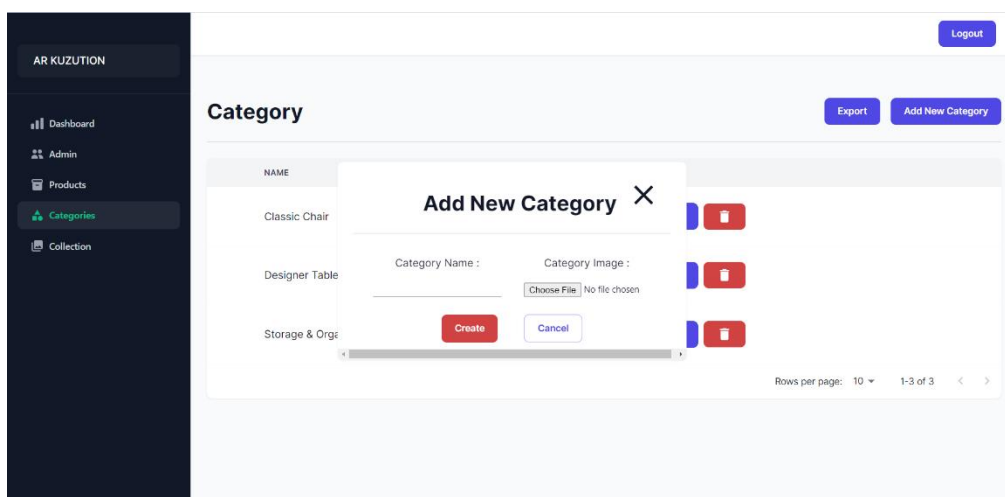 Logout
AR KUZUTION
Dashboard
Admin
Products
Categories
Collection
Category
Export
Add New Category
NAME
Classic Chair
Designer Table
Storage & Orga
Add New Category
Category Name :
Category Image :
Choose File No file chosen
Create
Cancel
Rows per page: 10 1-3 of 3